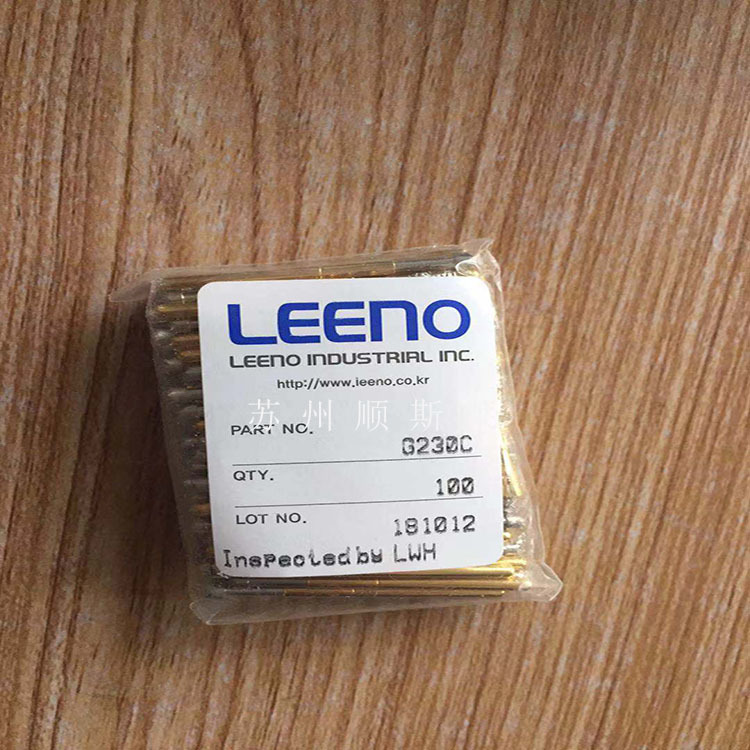 LEENO
LEENO INDUSTRIAL INC.
http://www.ieeno.co.kr
苏州顺斯
PART NO. G230C
QTY. 100
LOT NO. 181012
Inspected by LWH